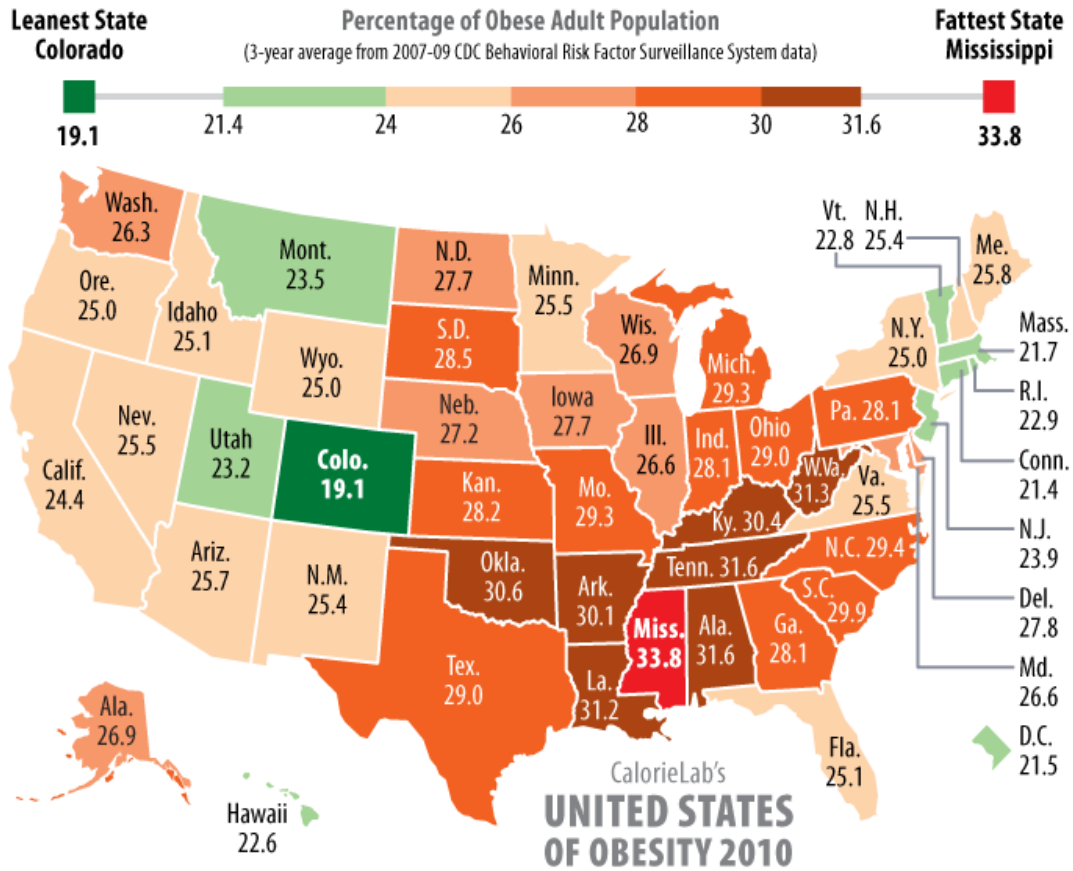 Leanest State
Colorado
Percentage of Obese Adult Population
(3-year average from 2007-09 CDC Behavioral Risk Factor Surveillance System data)
Fattest State
Mississippi
19.1
21.4
24
26
28
30
31.6
33.8
Wash.
26.3
Ore.
25.0
Idaho
25.1
Mont.
23.5
N.D.
27.7
Minn.
25.5
S.D.
28.5
Wyo.
25.0
Wis.
26.9
Mich.
29.3
Vt.
22.8
N.H.
25.4
Me.
25.8
N.Y.
25.0
Mass.
21.7
R.I.
22.9
Conn.
21.4
N.J.
23.9
Del.
27.8
Md.
26.6
D.C.
21.5
Calif.
24.4
Nev.
25.5
Utah
23.2
Colo.
19.1
Neb.
27.2
Iowa
27.7
Ill.
26.6
Ind.
28.1
Ohio
29.0
Pa. 28.1
W.Va.
31.3
Va.
25.5
Kan.
28.2
Mo.
29.3
Ky. 30.4
N.C. 29.4
Tenn. 31.6
S.C.
29.9
Ariz.
25.7
N.M.
25.4
Okla.
30.6
Ark.
30.1
Miss.
33.8
Ala.
31.6
Ga.
28.1
Tex.
29.0
La.
31.2
Fla.
25.1
Ala.
26.9
Hawaii
22.6
CalorieLab's
UNITED STATES
OF OBESITY 2010